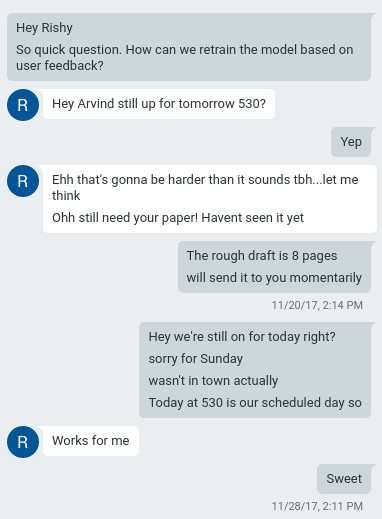 Hey Rishy
So quick question. How can we retrain the model based on
user feedback?
R
Hey Arvind still up for tomorrow 530?
Yep
R
Ehh that's gonna be harder than it sounds tbh...let me
think
Ohh still need your paper! Havent seen it yet
The rough draft is 8 pages
will send it to you momentarily
11/20/17, 2:14 PM
Hey we're still on for today right?
sorry for Sunday
wasn't in town actually
Today at 530 is our scheduled day so
R
Works for me
Sweet
11/28/17, 2:11 PM